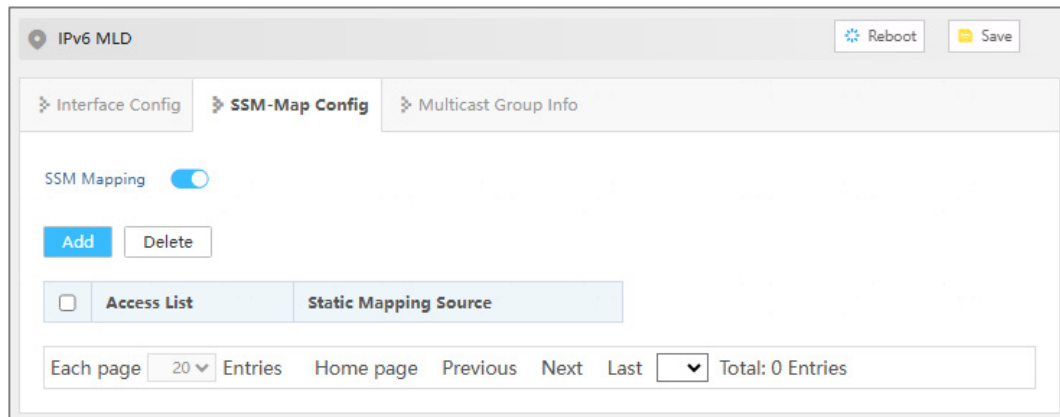 IPv6 MLD Reboot Save
Interface Config SSM-Map Config Multicast Group Info
SSM Mapping
Add Delete
Access List Static Mapping Source
Each page 20 Entries Home page Previous Next Last Total: 0 Entries